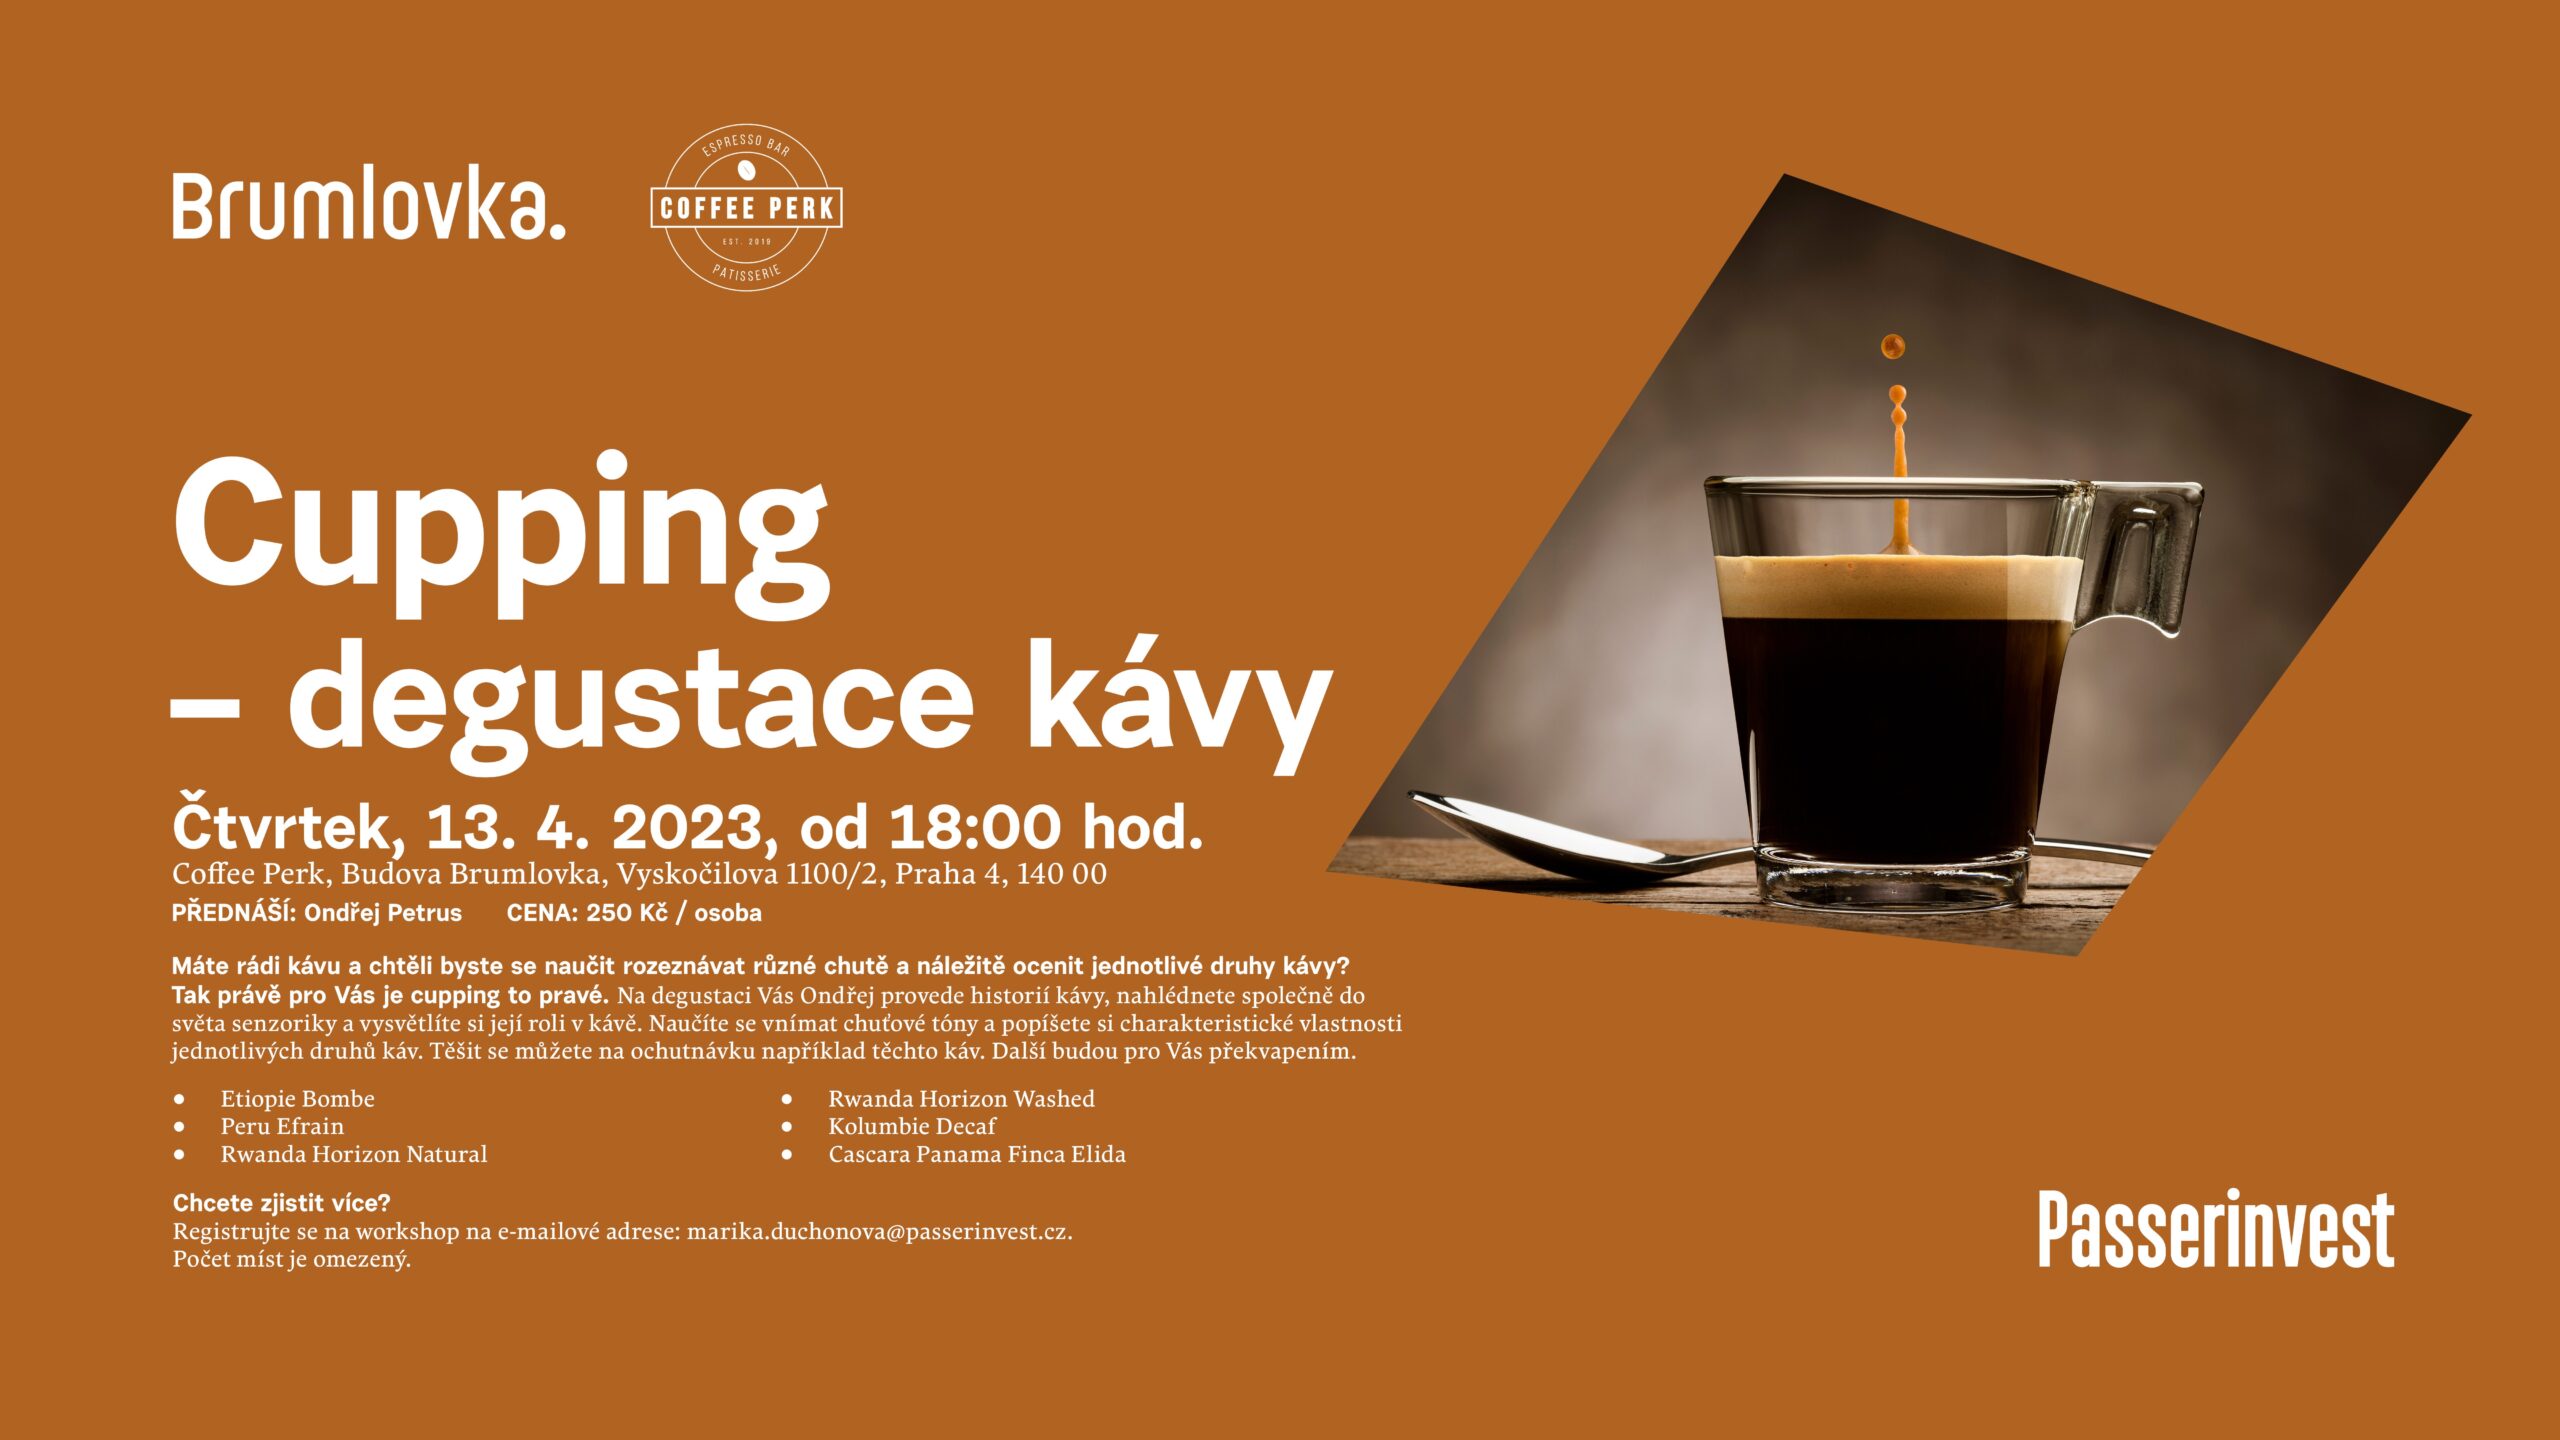 Brumlovka.
ESPRESSO BAR
COFFEE PERK
EST. 2019
PATISSERIE
Cupping
– degustace kávy
Čtvrtek, 13. 4. 2023, od 18:00 hod.
Coffee Perk, Budova Brumlovka, Vyskočilova 1100/2, Praha 4, 140 00
PŘEDNÁŠÍ: Ondřej Petrus CENA: 250 Kč / osoba
Máte rádi kávu a chtěli byste se naučit rozeznávat různé chutě a náležitě ocenit jednotlivé druhy kávy?
Tak právě pro Vás je cupping to pravé. Na degustaci Vás Ondřej provede historií kávy, nahlédnete společně do
světa senzoriky a vysvětlíte si její roli v kávě. Naučíte se vnímat chuťové tóny a popíšete si charakteristické vlastnosti
jednotlivých druhů káv. Těšit se můžete na ochutnávku například těchto káv. Další budou pro Vás překvapením.
• Etiopie Bombe
• Peru Efrain
• Rwanda Horizon Natural
• Rwanda Horizon Washed
• Kolumbie Decaf
• Cascara Panama Finca Elida
Chcete zjistit více?
Registrujte se na workshop na e-mailové adrese: marika.duchonova@passerinvest.cz.
Počet míst je omezený.
Passerinvest